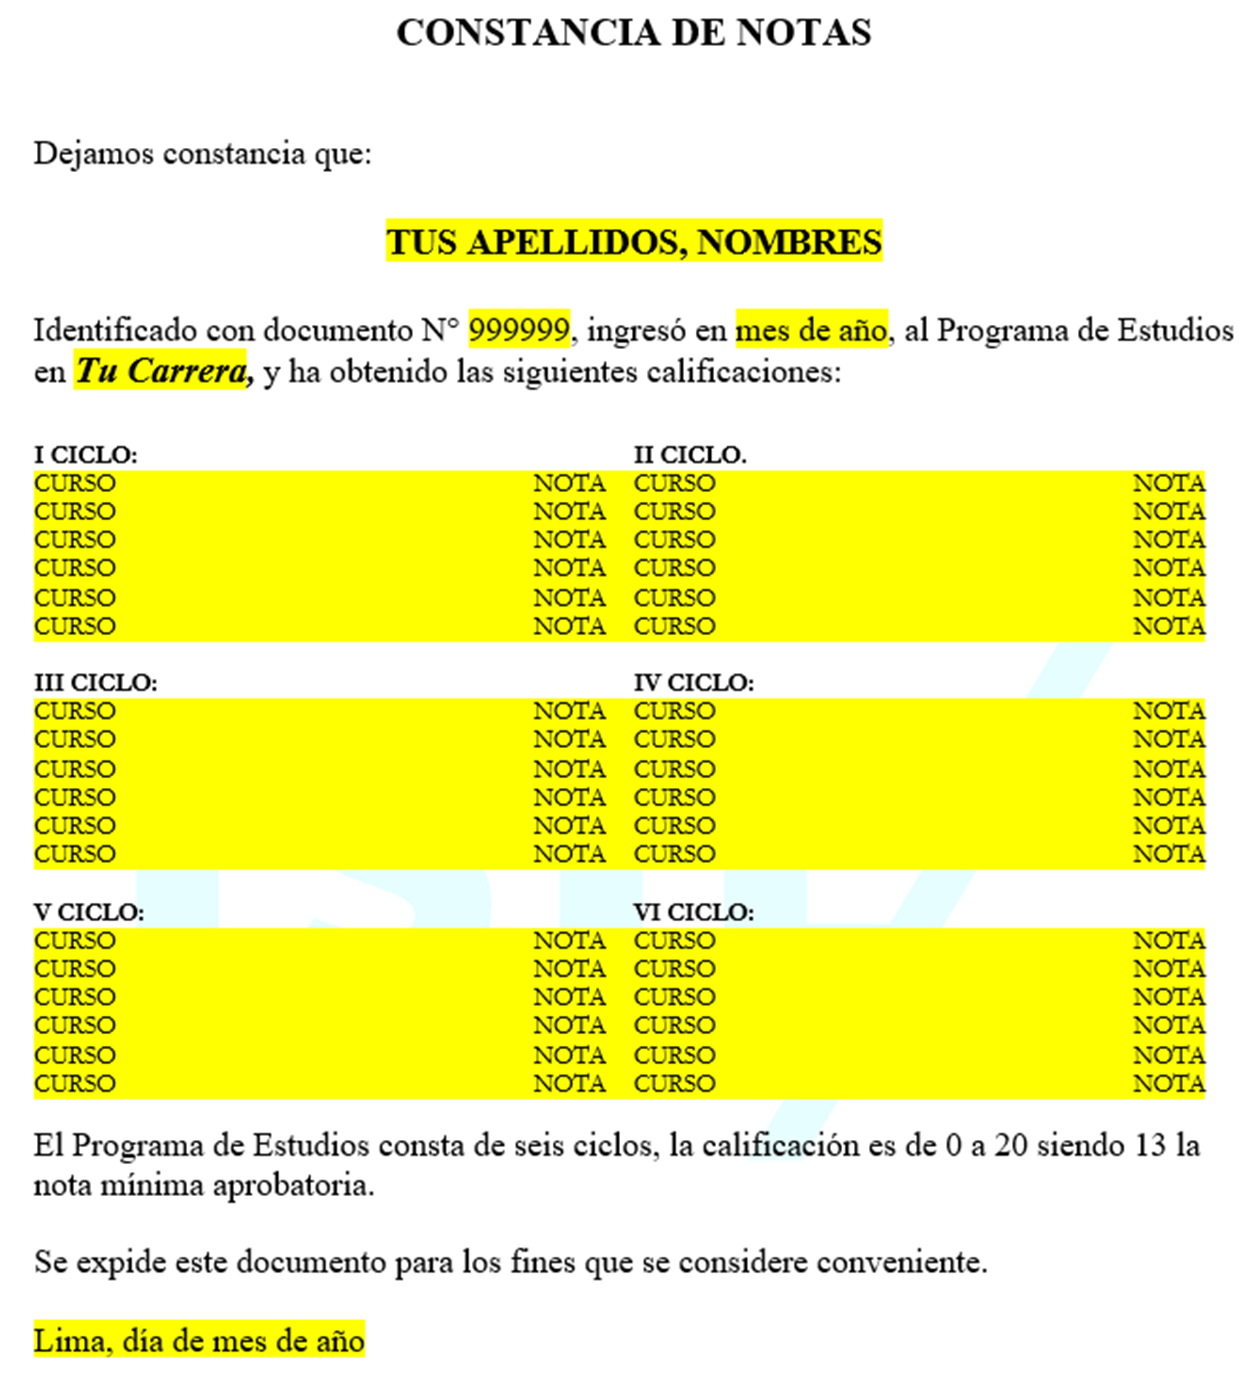 CONSTANCIA DE NOTAS
Dejamos constancia que:
TUS APELLIDOS, NOMBRES
Identificado con documento N° 999999, ingresó en mes de año, al Programa de Estudios
en Tu Carrera, y ha obtenido las siguientes calificaciones:
I CICLO: II CICLO.
CURSO NOTA CURSO NOTA
CURSO NOTA CURSO NOTA
CURSO NOTA CURSO NOTA
CURSO NOTA CURSO NOTA
CURSO NOTA CURSO NOTA
CURSO NOTA CURSO NOTA
III CICLO: IV CICLO:
CURSO NOTA CURSO NOTA
CURSO NOTA CURSO NOTA
CURSO NOTA CURSO NOTA
CURSO NOTA CURSO NOTA
CURSO NOTA CURSO NOTA
CURSO NOTA CURSO NOTA
V CICLO: VI CICLO:
CURSO NOTA CURSO NOTA
CURSO NOTA CURSO NOTA
CURSO NOTA CURSO NOTA
CURSO NOTA CURSO NOTA
CURSO NOTA CURSO NOTA
CURSO NOTA CURSO NOTA
El Programa de Estudios consta de seis ciclos, la calificación es de 0 a 20 siendo 13 la
nota mínima aprobatoria.
Se expide este documento para los fines que se considere conveniente.
Lima, día de mes de año